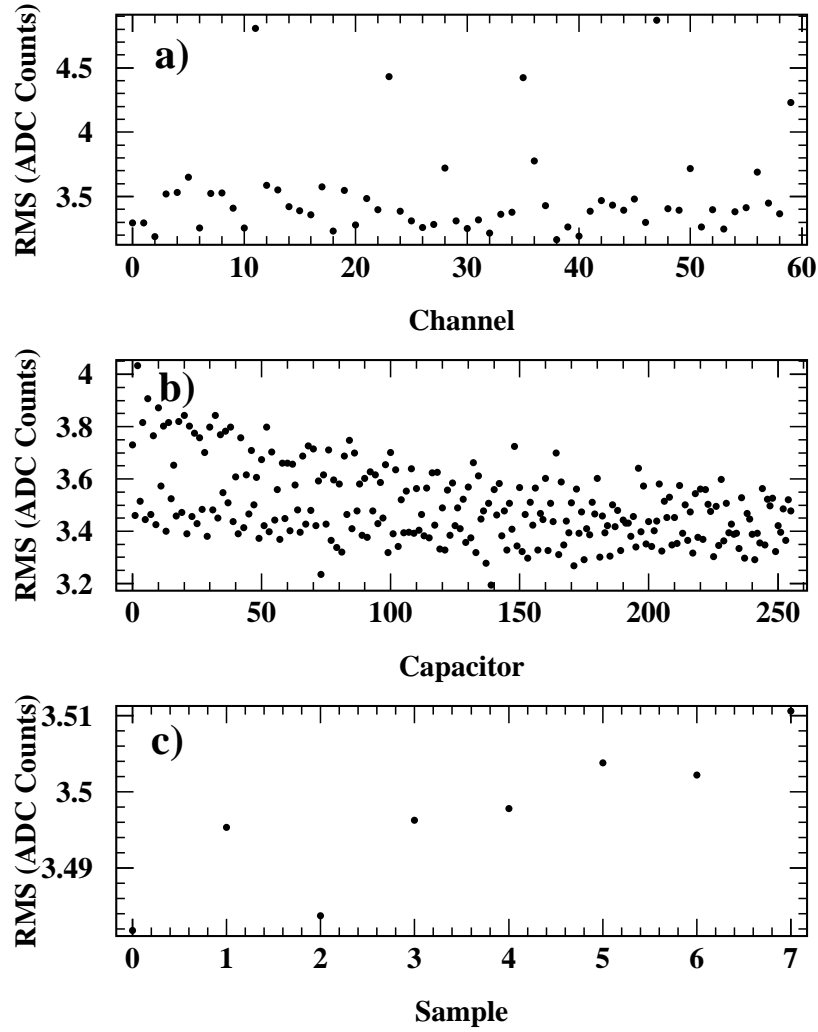 a)
RMS (ADC Counts)
4.5
4
3.5
0 10 20 30 40 50 60
Channel
b)
RMS (ADC Counts)
4
3.8
3.6
3.4
3.2
0 50 100 150 200 250
Capacitor
c)
RMS (ADC Counts)
3.51
3.5
3.49
0 1 2 3 4 5 6 7
Sample